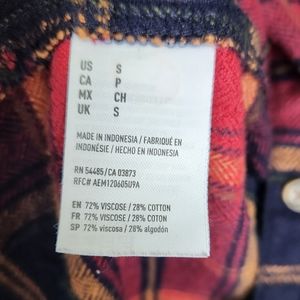 US S
CA P
MX CH
UK S
MADE IN INDONESIA / FABRIQUÉ EN
INDONÉSIE / HECHO EN INDONESIA
RN 54485/CA 03873
RFC# AEM120605U9A
EN 72% VISCOSE / 28% COTTON
FR 72% VISCOSE / 28% COTON
SP 72% viscosa / 28% algodón